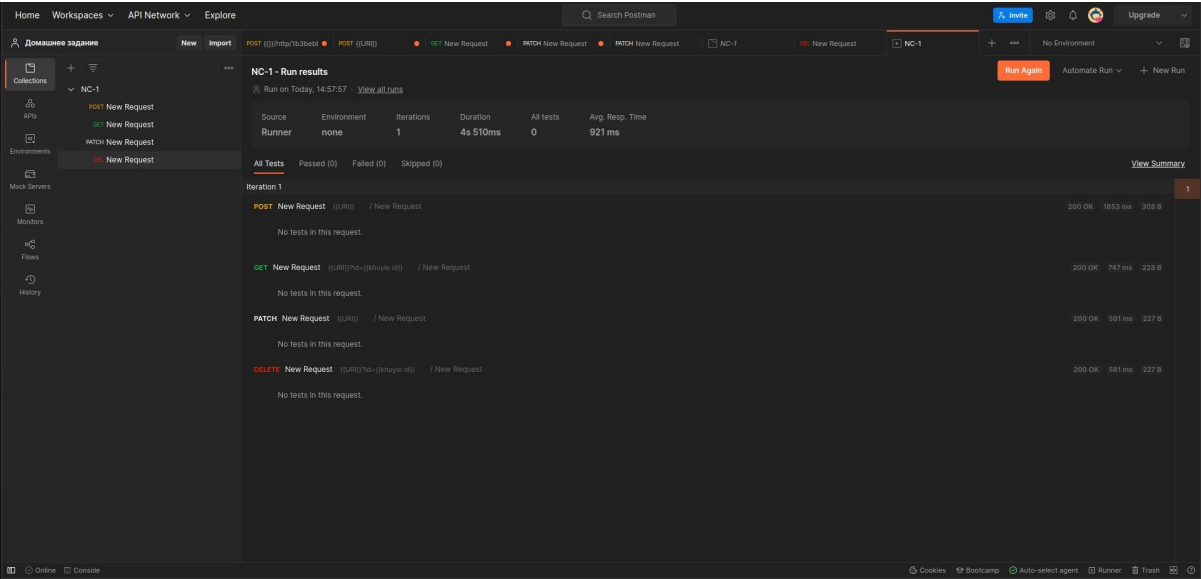 Home Workspaces API Network Explore Search Postman Invite Upgrade
Домашнее задание New Import POST {{}}/http/1b3bebl POST {{URI}} GET New Request PATCH New Request PATCH New Request NC-1 DEL New Request NC-1 No Environment
Collections
NC-1
POST New Request
GET New Request
PATCH New Request
DEL New Request
APIs
Environments
Mock Servers
Monitors
Flows
History
NC-1 - Run results Run Again Automate Run New Run
Run on Today, 14:57:57 · View all runs
Source Environment Iterations Duration All tests Avg. Resp. Time
Runner none 1 4s 510ms 0 921 ms
All Tests Passed (0) Failed (0) Skipped (0) View Summary
Iteration 1 1
POST New Request {{URI}} / New Request 200 OK 1853 ms 308 B
No tests in this request.
GET New Request {{URI}}?id={{khuylo id}} / New Request 200 OK 747 ms 228 B
No tests in this request.
PATCH New Request {{URI}} / New Request 200 OK 501 ms 227 B
No tests in this request.
DELETE New Request {{URI}}?id={{khuylo id}} / New Request 200 OK 581 ms 227 B
No tests in this request.
Online Console Cookies Bootcamp Auto-select agent Runner Trash